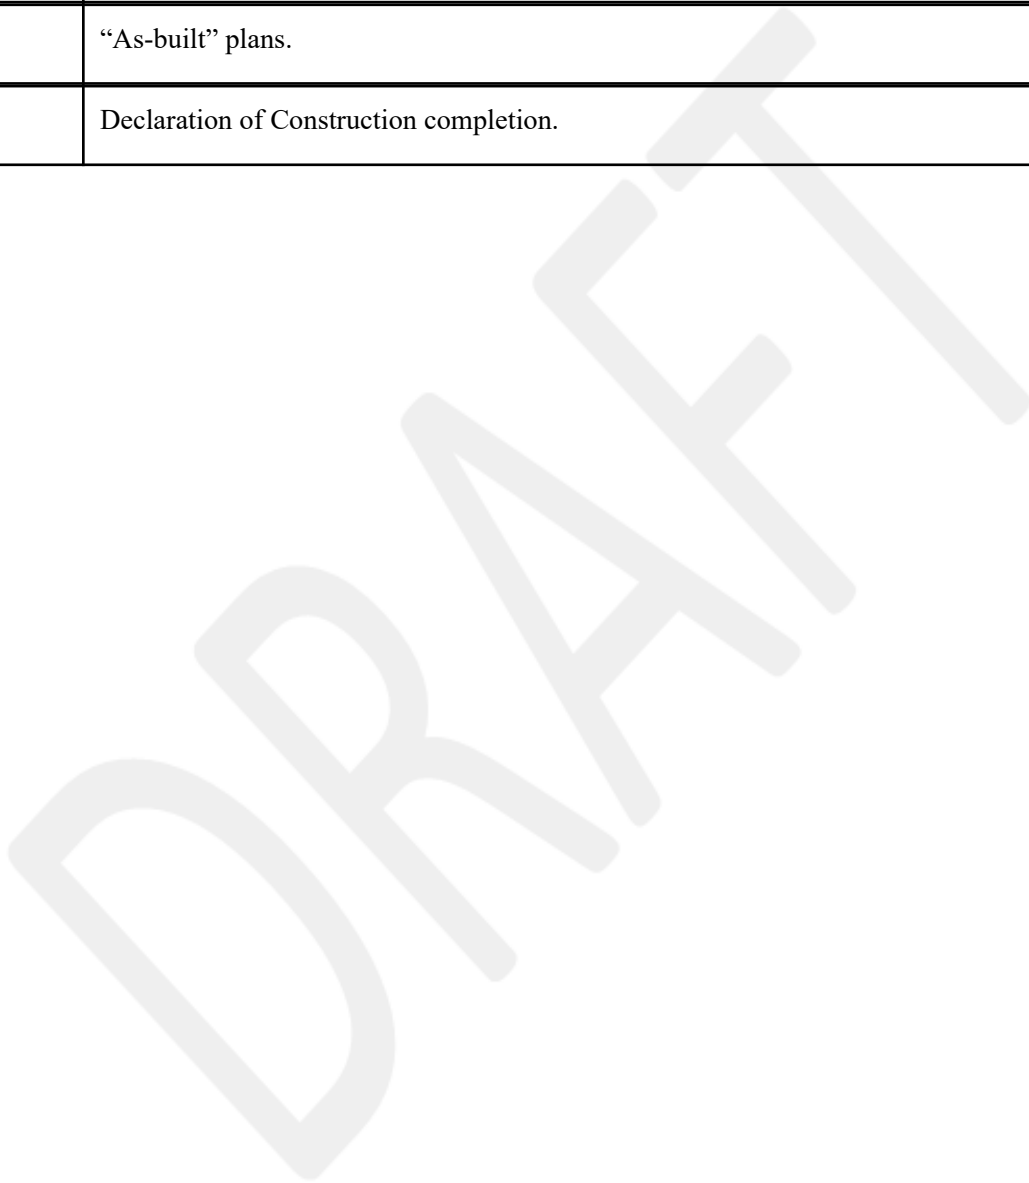 “As-built” plans.
Declaration of Construction completion.
DRAFT